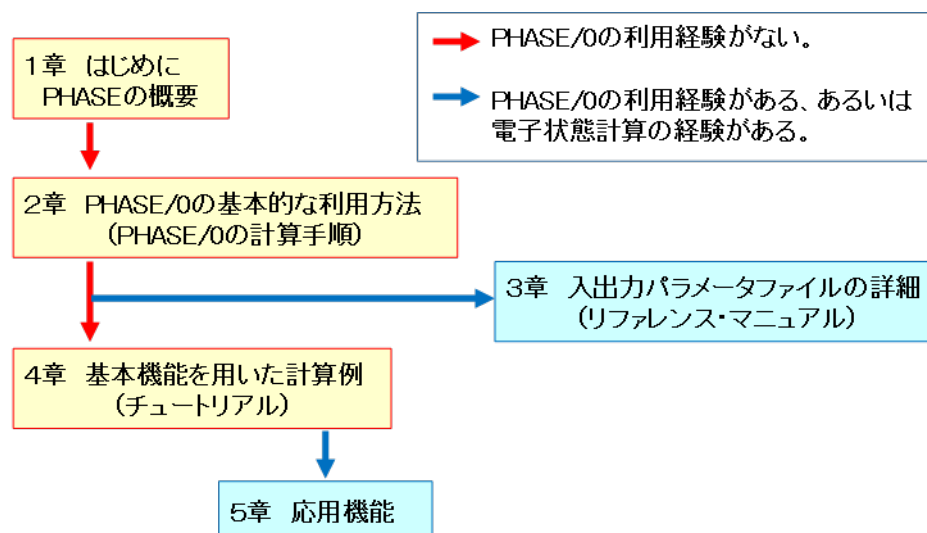 1章 はじめに
PHASEの概要
PHASE/0の利用経験がない。
PHASE/0の利用経験がある、あるいは
電子状態計算の経験がある。
2章 PHASE/0の基本的な利用方法
(PHASE/0の計算手順)
3章 入出力パラメータファイルの詳細
(リファレンス・マニュアル)
4章 基本機能を用いた計算例
(チュートリアル)
5章 応用機能